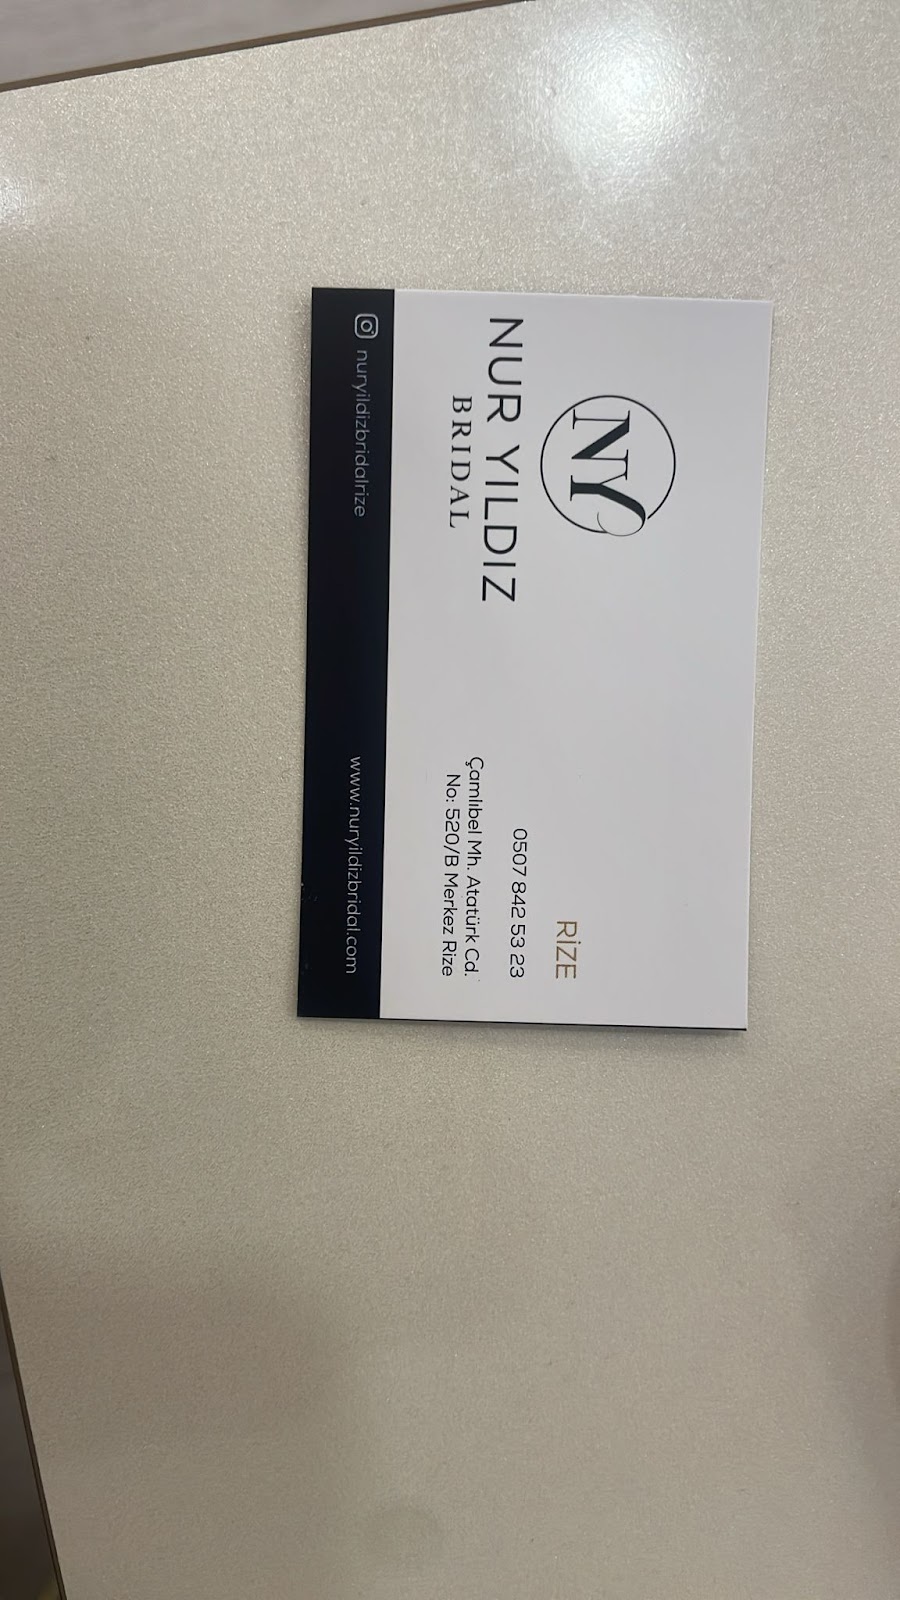 NY
NUR YILDIZ
BRIDAL
RİZE
0507 842 53 23
Çamlıbel Mh. Atatürk Cd.
No: 520/B Merkez Rize
nuryildizbridalrize
www.nuryildizbridal.com